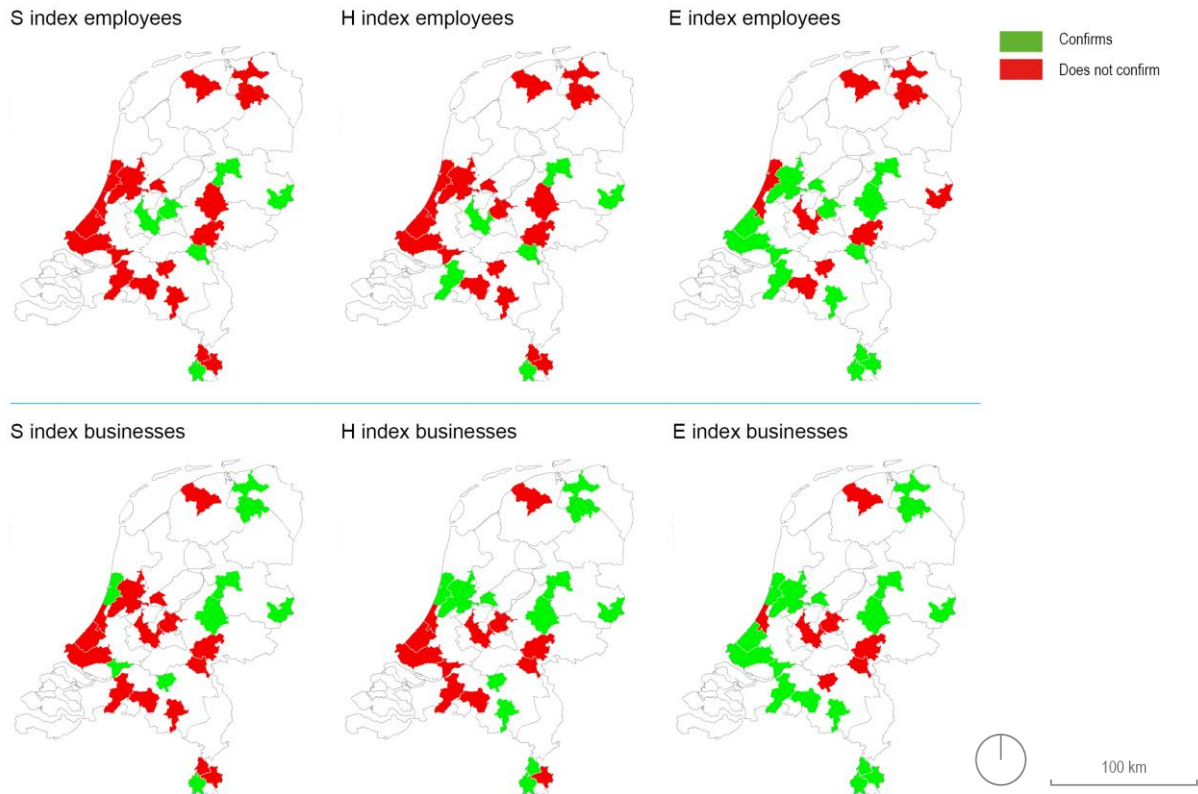 S index employees
H index employees
E index employees
Confirms
Does not confirm
S index businesses
H index businesses
E index businesses
100 km